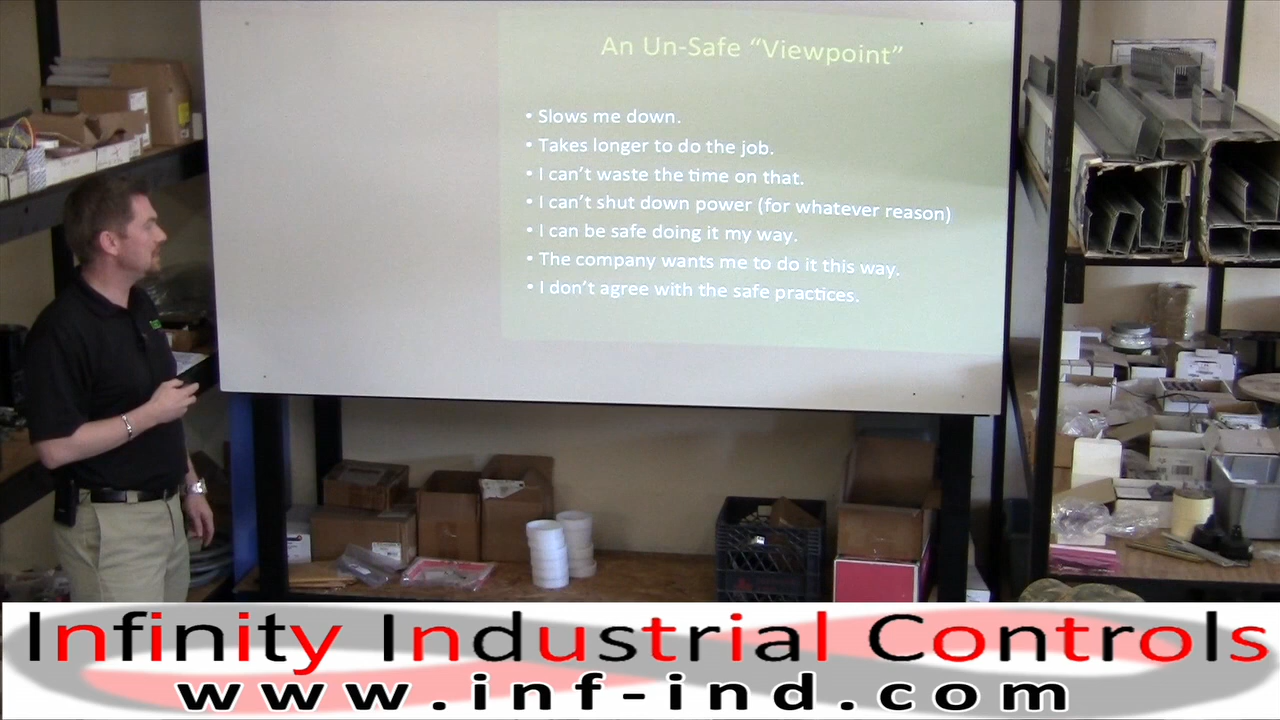 An Un-Safe “Viewpoint”
• Slows me down.
• Takes longer to do the job.
• I can’t waste the time on that.
• I can’t shut down power (for whatever reason)
• I can be safe doing it my way.
• The company wants me to do it this way.
• I don’t agree with the safe practices.
Infinity Industrial Controls
www.inf-ind.com